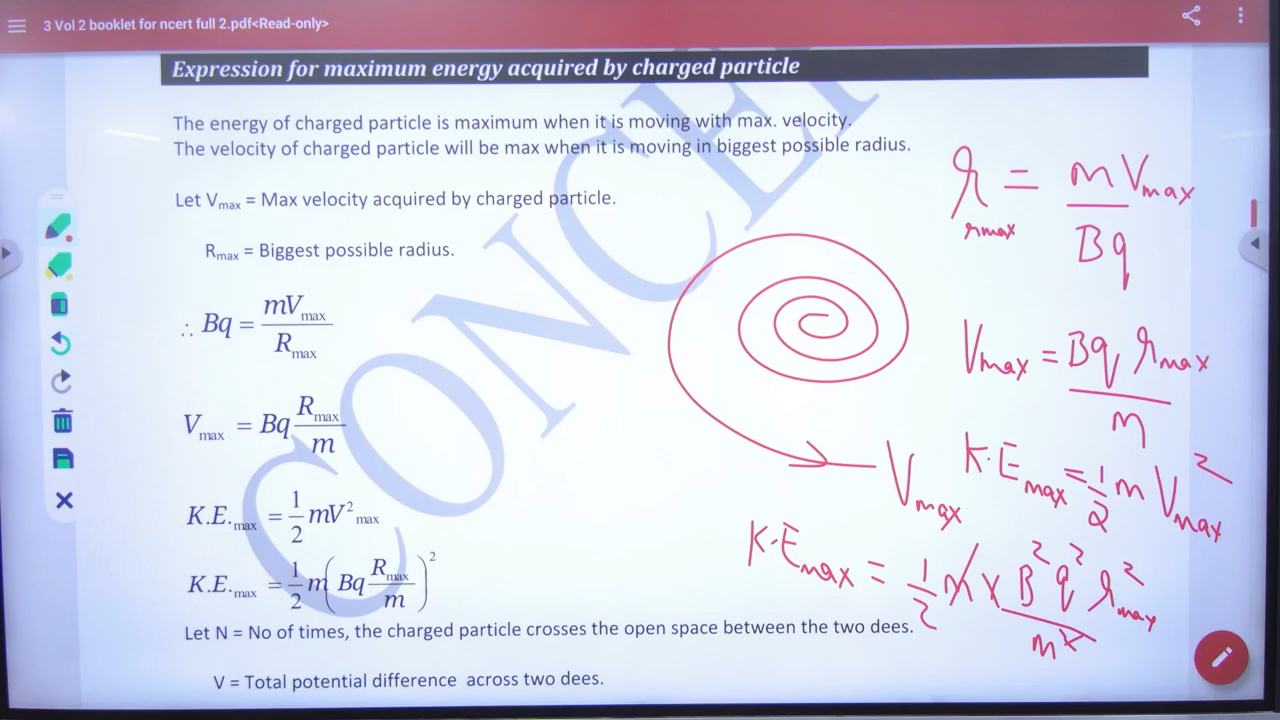 3 Vol 2 booklet for ncert full 2.pdf<Read-only>
Expression for maximum energy acquired by charged particle
The energy of charged particle is maximum when it is moving with max. velocity.
The velocity of charged particle will be max when it is moving in biggest possible radius.
Let Vmax = Max velocity acquired by charged particle.
Rmax = Biggest possible radius.
∴ Bq = mVmax / Rmax
Vmax = Bq Rmax / m
K.E.max = 1/2 mV²max
K.E.max = 1/2 m(Bq Rmax / m)²
Let N = No of times, the charged particle crosses the open space between the two dees.
V = Total potential difference across two dees.
CONCEP
r = mVmax / Bq
rmax
Vmax = Bq rmax / m
Vmax
K.Emax = 1/2 m Vmax²
K.Emax = 1/2 m x B² q² r²max / m²